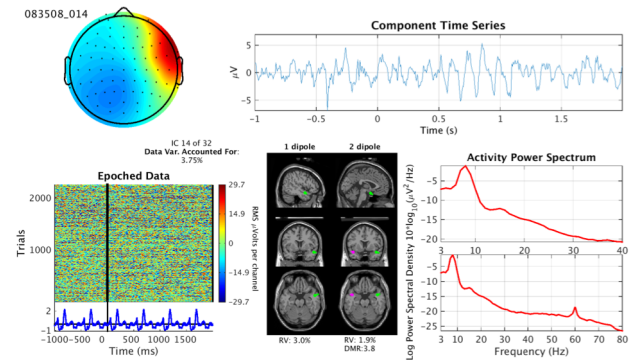 083508_014
Component Time Series
5
0
-5
μV
-1 -0.5 0 0.5 1 1.5
Time (s)
IC 14 of 32
Data Var. Accounted For:
3.75%
Epoched Data
2000
1000
Trials
29.7
14.9
0
-14.9
-29.7
RMS μVolts per channel
2
-1
-1000 -500 0 500 1000 1500
Time (ms)
1 dipole 2 dipole
RV: 3.0% RV: 1.9%
DMR:3.8
Activity Power Spectrum
-5
-10
-15
-20
3 10 20 30 40
-5
-10
-15
-20
-25
3 10 20 30 40 50 60 70 80
Frequency (Hz)
Log Power Spectral Density 10*log10(μV2/Hz)